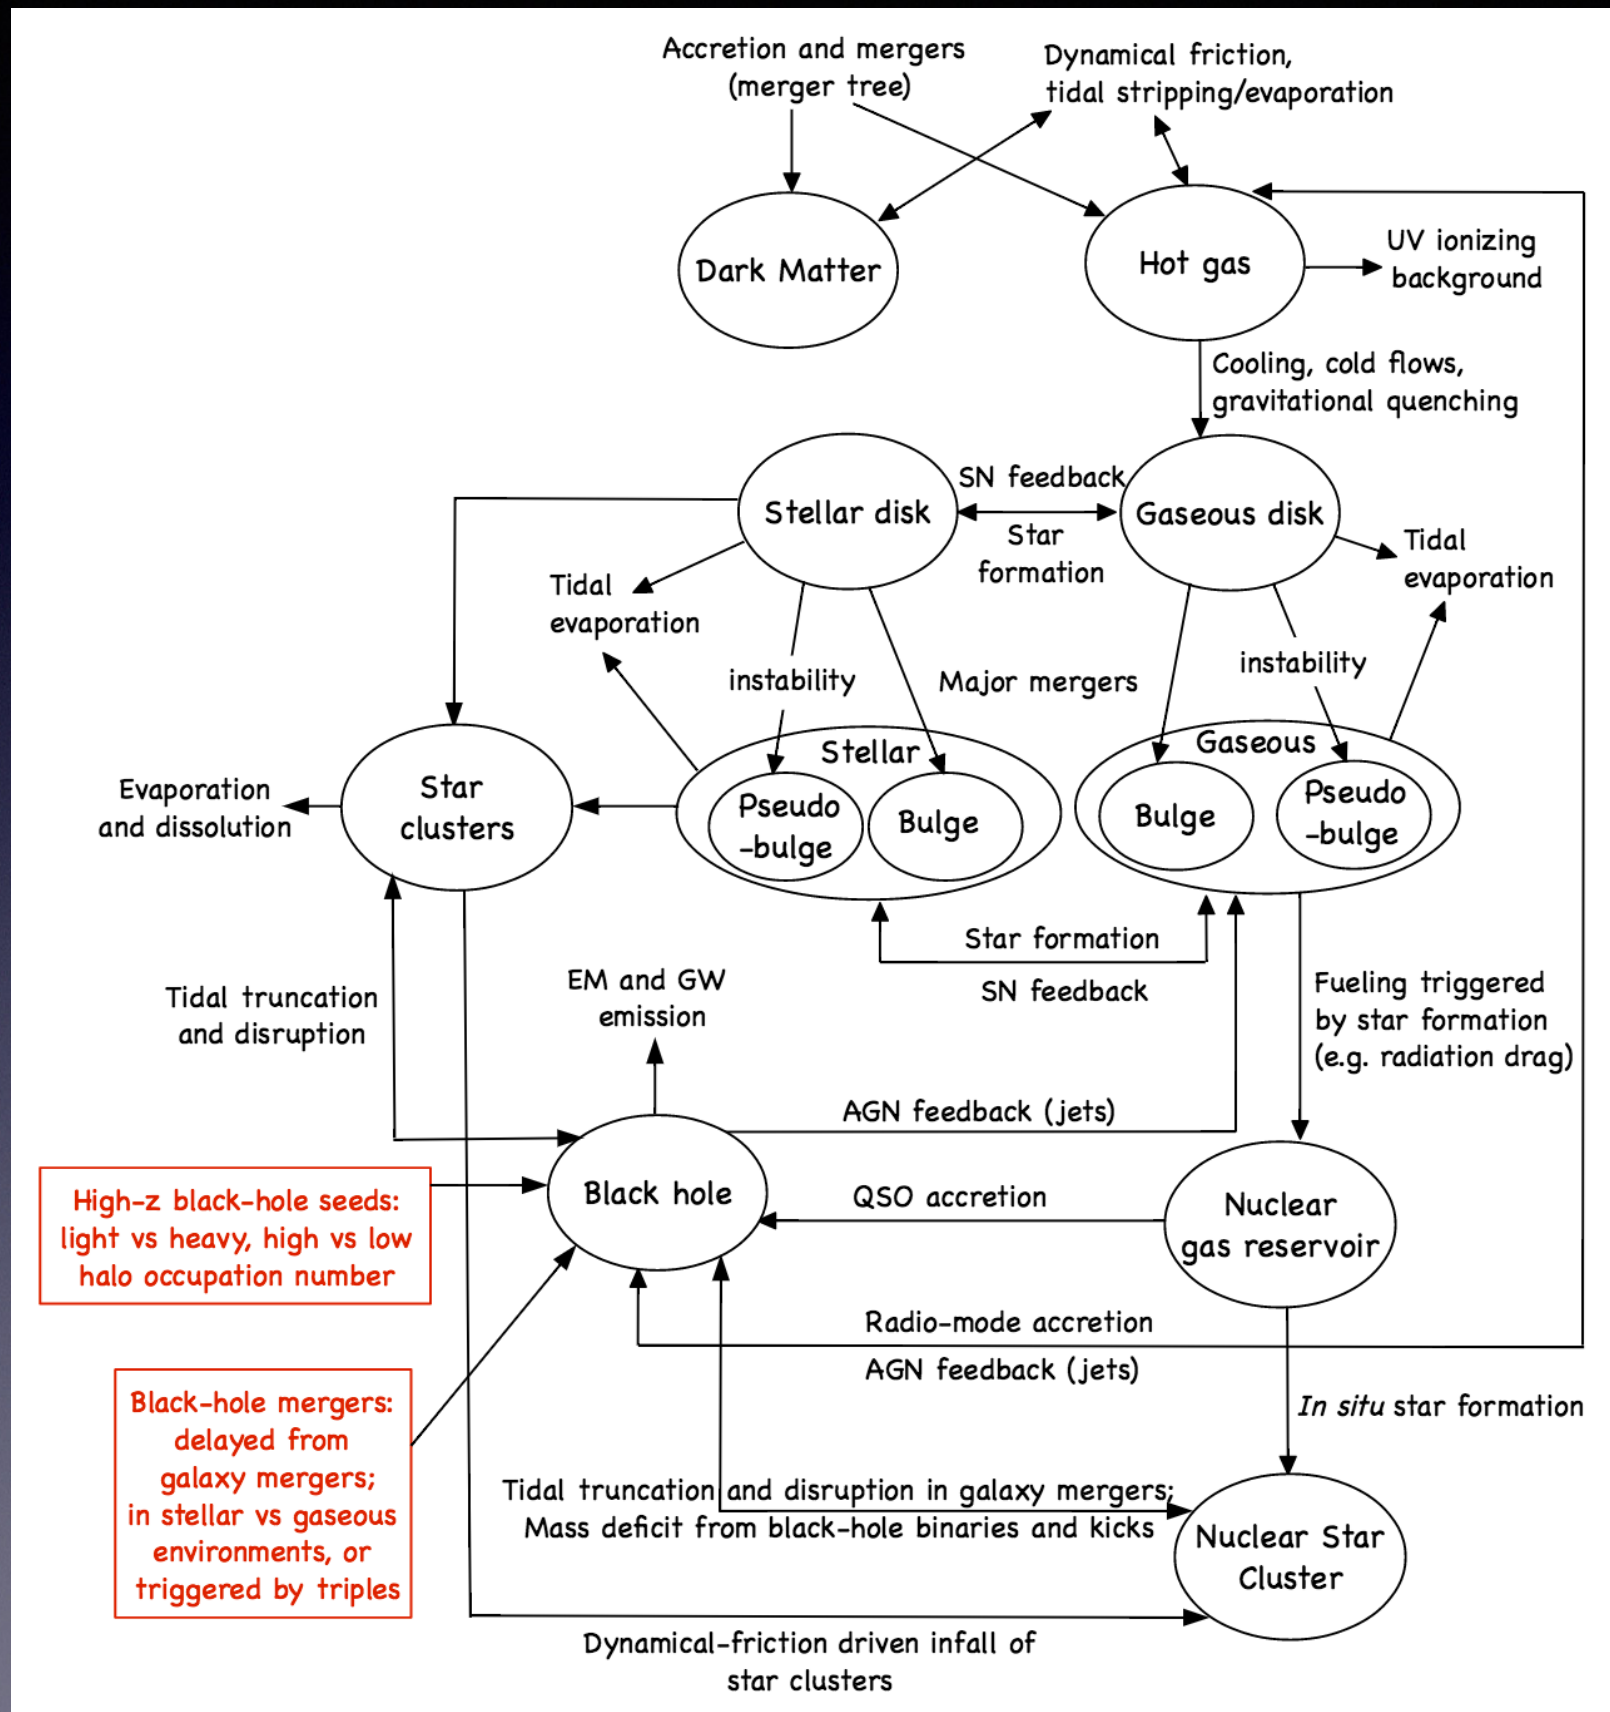 Accretion and mergers
(merger tree)
Dynamical friction,
tidal stripping/evaporation
Dark Matter
Hot gas
UV ionizing
background
Cooling, cold flows,
gravitational quenching
Stellar disk
SN feedback
Star
formation
Gaseous disk
Tidal
evaporation
Tidal
evaporation
instability
Major mergers
instability
Stellar
Pseudo
-bulge
Bulge
Gaseous
Bulge
Pseudo
-bulge
Star
clusters
Evaporation
and dissolution
Star formation
SN feedback
Tidal truncation
and disruption
EM and GW
emission
Fueling triggered
by star formation
(e.g. radiation drag)
AGN feedback (jets)
Black hole
QSO accretion
Nuclear
gas reservoir
High-z black-hole seeds:
light vs heavy, high vs low
halo occupation number
Radio-mode accretion
AGN feedback (jets)
Black-hole mergers:
delayed from
galaxy mergers;
in stellar vs gaseous
environments, or
triggered by triples
In situ star formation
Tidal truncation and disruption in galaxy mergers;
Mass deficit from black-hole binaries and kicks
Nuclear Star
Cluster
Dynamical-friction driven infall of
star clusters